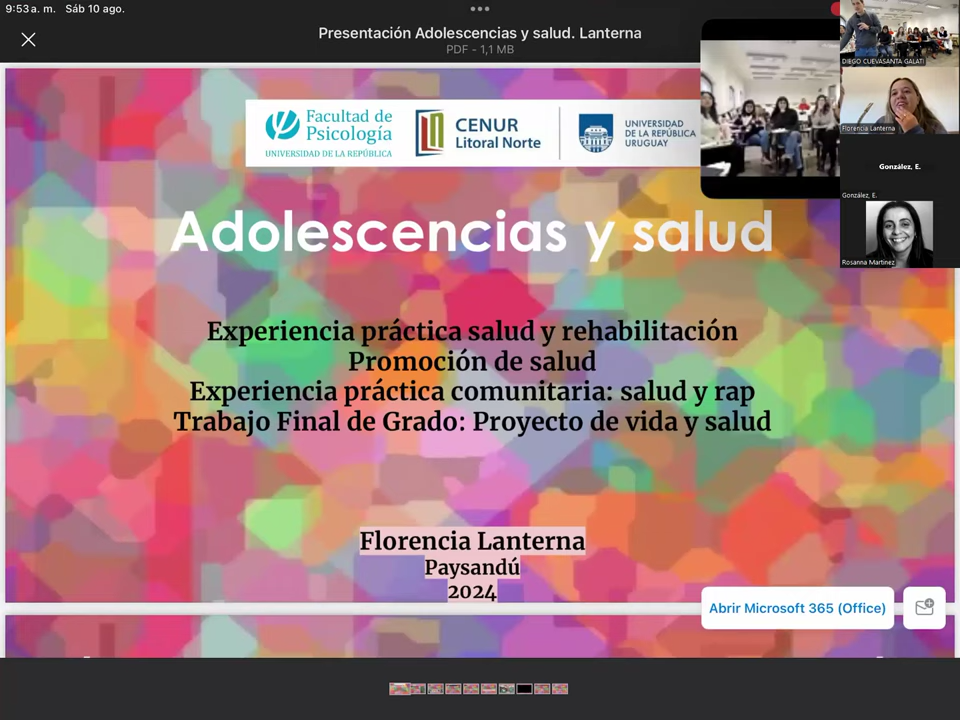 9:53 a. m. Sáb 10 ago.
Presentación Adolescencias y salud. Lanterna
PDF - 1,1 MB
DIEGO CUEVASANTA GALATI
Florencia Lanterna
González, E.
González, E.
Rosanna Martinez
Facultad de
Psicología
UNIVERSIDAD DE LA REPÚBLICA
CENUR
Litoral Norte
UNIVERSIDAD
DE LA REPÚBLICA
URUGUAY
Adolescencias y salud
Experiencia práctica salud y rehabilitación
Promoción de salud
Experiencia práctica comunitaria: salud y rap
Trabajo Final de Grado: Proyecto de vida y salud
Florencia Lanterna
Paysandú
2024
Abrir Microsoft 365 (Office)